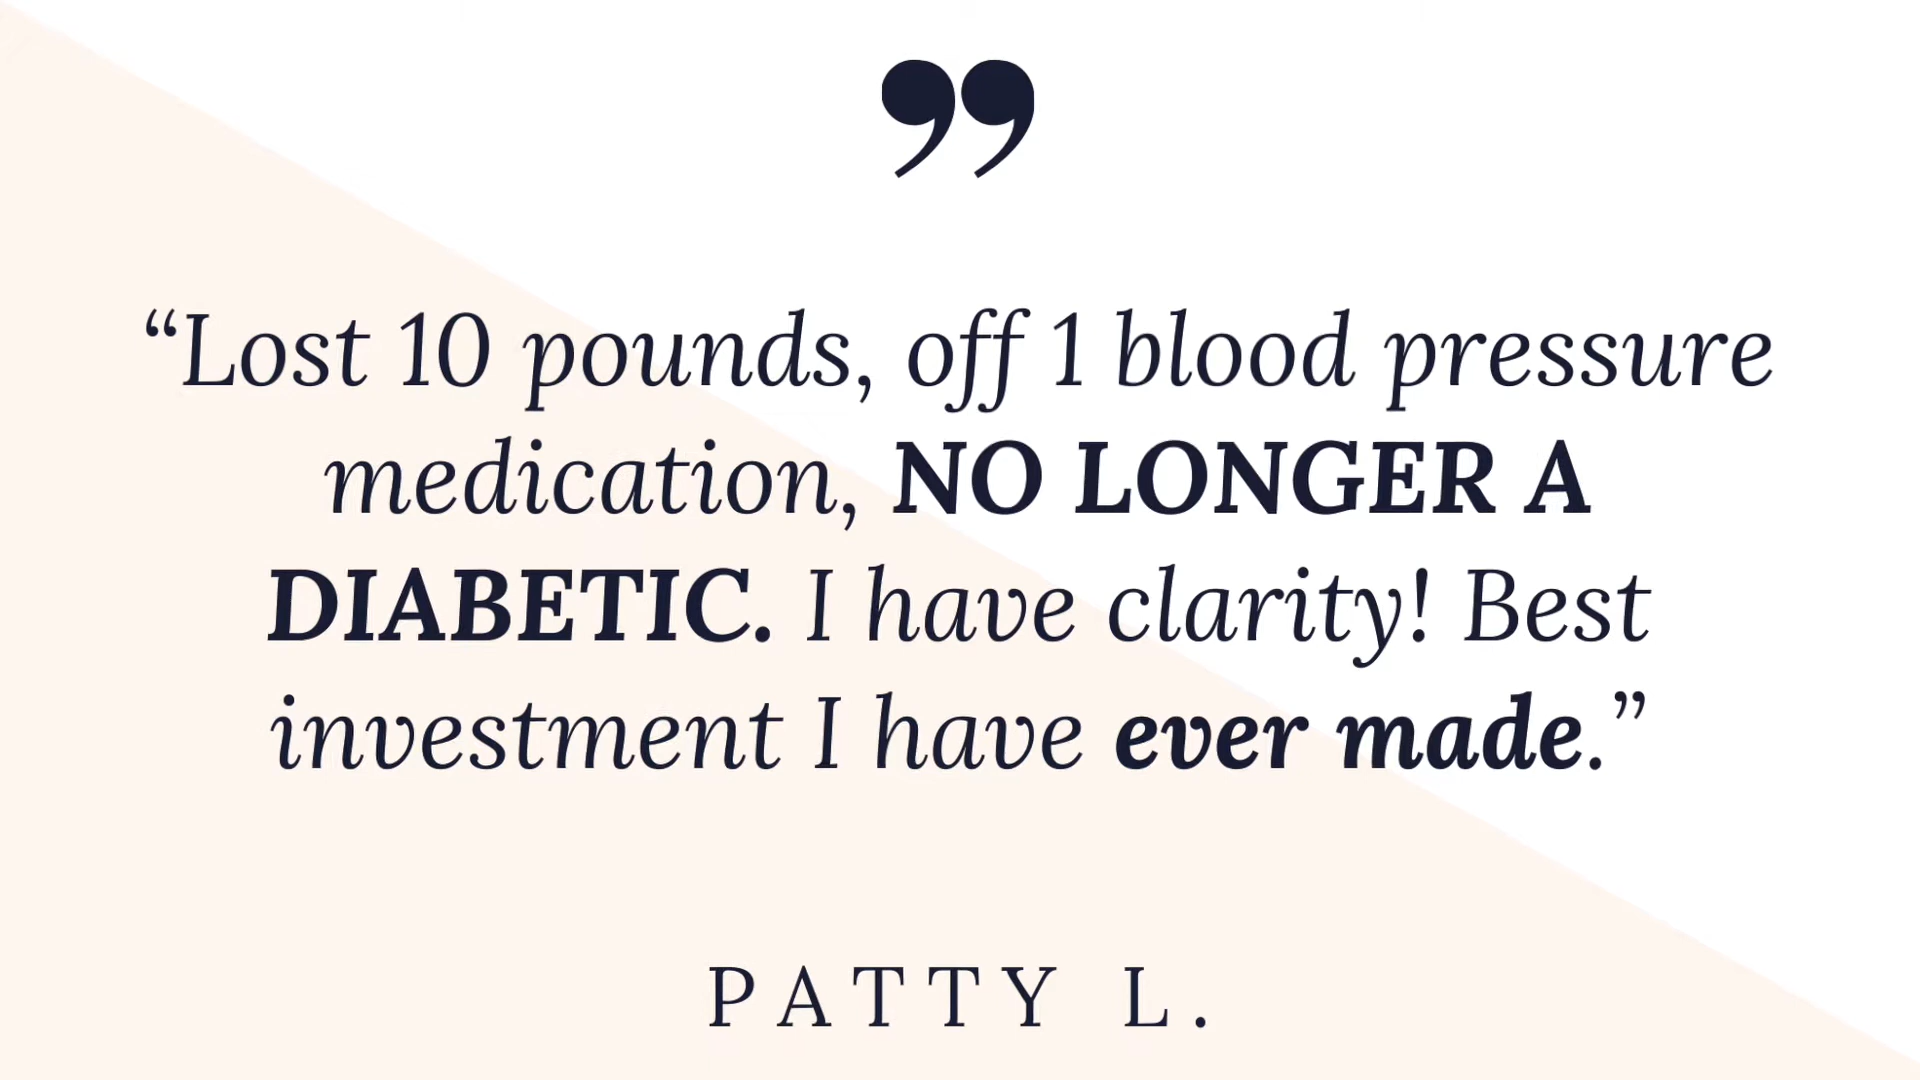 ”
“Lost 10 pounds, off 1 blood pressure
medication, NO LONGER A
DIABETIC. I have clarity! Best
investment I have ever made.”
PATTY L.